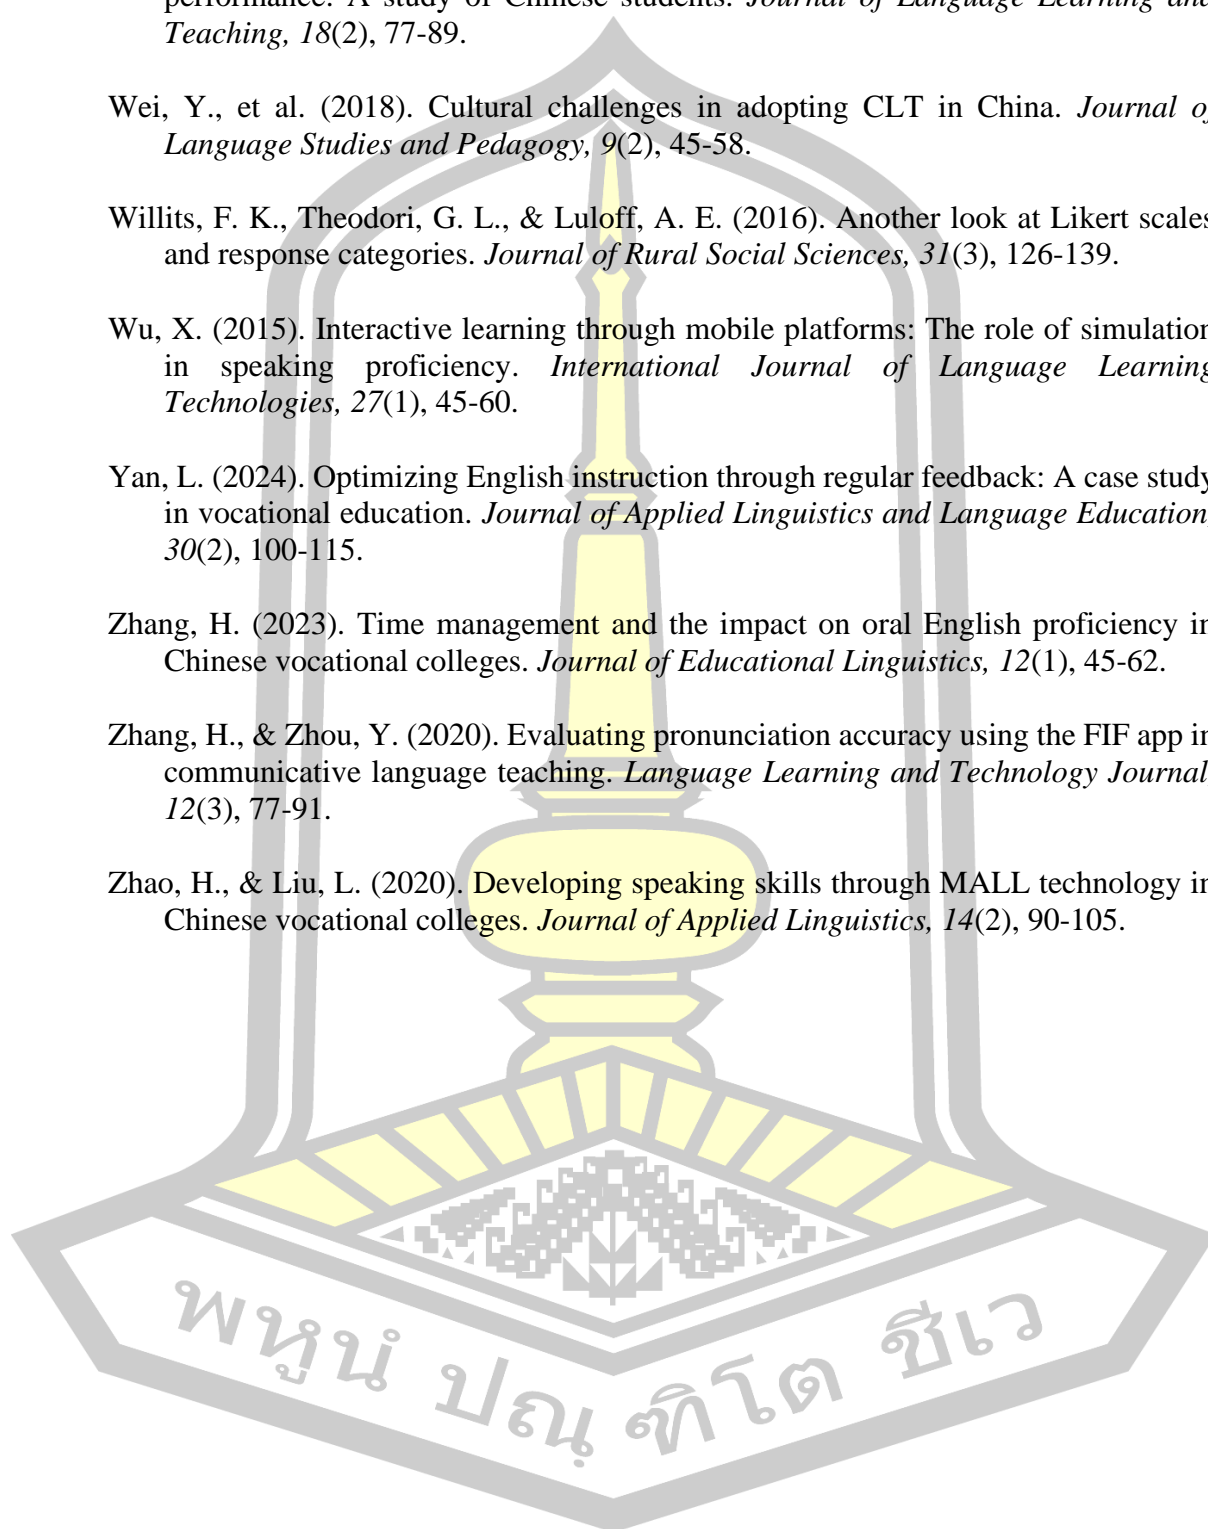 performance: A study of Chinese students. Journal of Language Learning and
Teaching, 18(2), 77-89.
Wei, Y., et al. (2018). Cultural challenges in adopting CLT in China. Journal of
Language Studies and Pedagogy, 9(2), 45-58.
Willits, F. K., Theodori, G. L., & Luloff, A. E. (2016). Another look at Likert scales
and response categories. Journal of Rural Social Sciences, 31(3), 126-139.
Wu, X. (2015). Interactive learning through mobile platforms: The role of simulation
in speaking proficiency. International Journal of Language Learning
Technologies, 27(1), 45-60.
Yan, L. (2024). Optimizing English instruction through regular feedback: A case study
in vocational education. Journal of Applied Linguistics and Language Education,
30(2), 100-115.
Zhang, H. (2023). Time management and the impact on oral English proficiency in
Chinese vocational colleges. Journal of Educational Linguistics, 12(1), 45-62.
Zhang, H., & Zhou, Y. (2020). Evaluating pronunciation accuracy using the FIF app in
communicative language teaching. Language Learning and Technology Journal,
12(3), 77-91.
Zhao, H., & Liu, L. (2020). Developing speaking skills through MALL technology in
Chinese vocational colleges. Journal of Applied Linguistics, 14(2), 90-105.
พหูนํ ปณฺ ฑิโต ชีเว